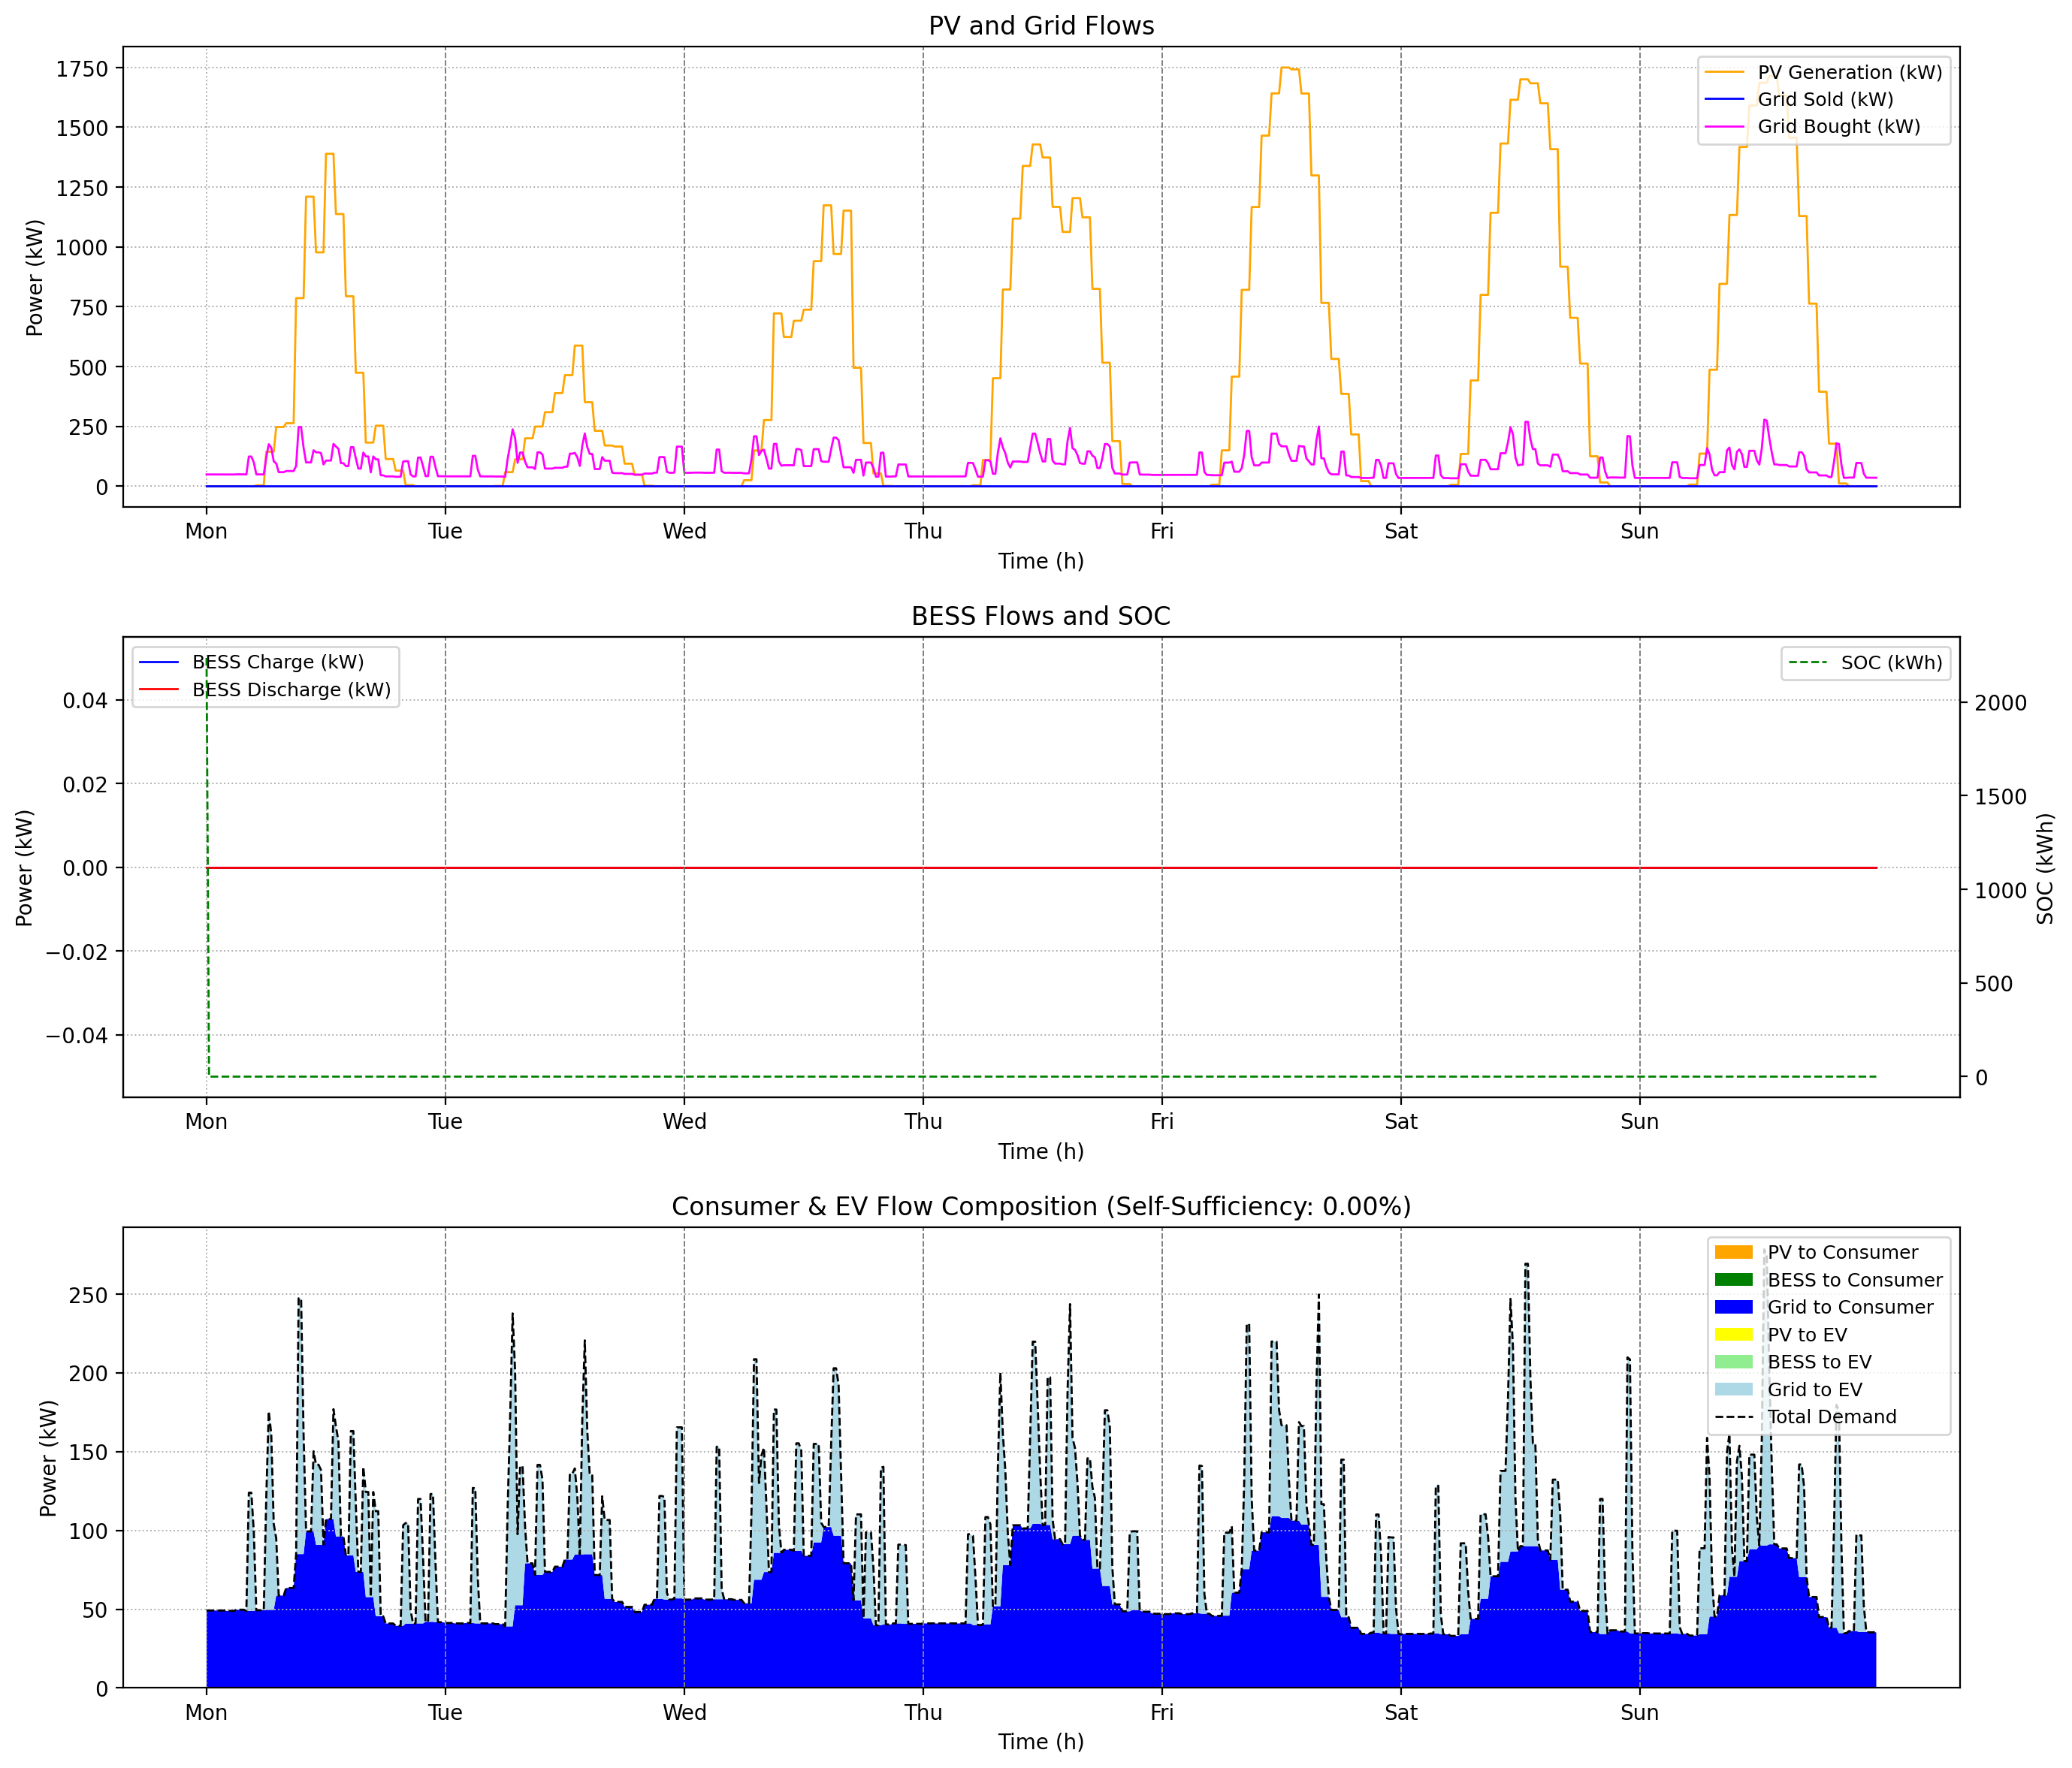 PV and Grid Flows
PV Generation (kW)
Grid Sold (kW)
Grid Bought (kW)
Power (kW)
1750
1500
1250
1000
750
500
250
0
Mon Tue Wed Thu Fri Sat Sun
Time (h)
BESS Flows and SOC
BESS Charge (kW)
BESS Discharge (kW)
SOC (kWh)
Power (kW)
0.04
0.02
0.00
−0.02
−0.04
2000
1500
1000
500
0
SOC (kWh)
Mon Tue Wed Thu Fri Sat Sun
Time (h)
Consumer & EV Flow Composition (Self-Sufficiency: 0.00%)
PV to Consumer
BESS to Consumer
Grid to Consumer
PV to EV
BESS to EV
Grid to EV
Total Demand
Power (kW)
250
200
150
100
50
0
Mon Tue Wed Thu Fri Sat Sun
Time (h)